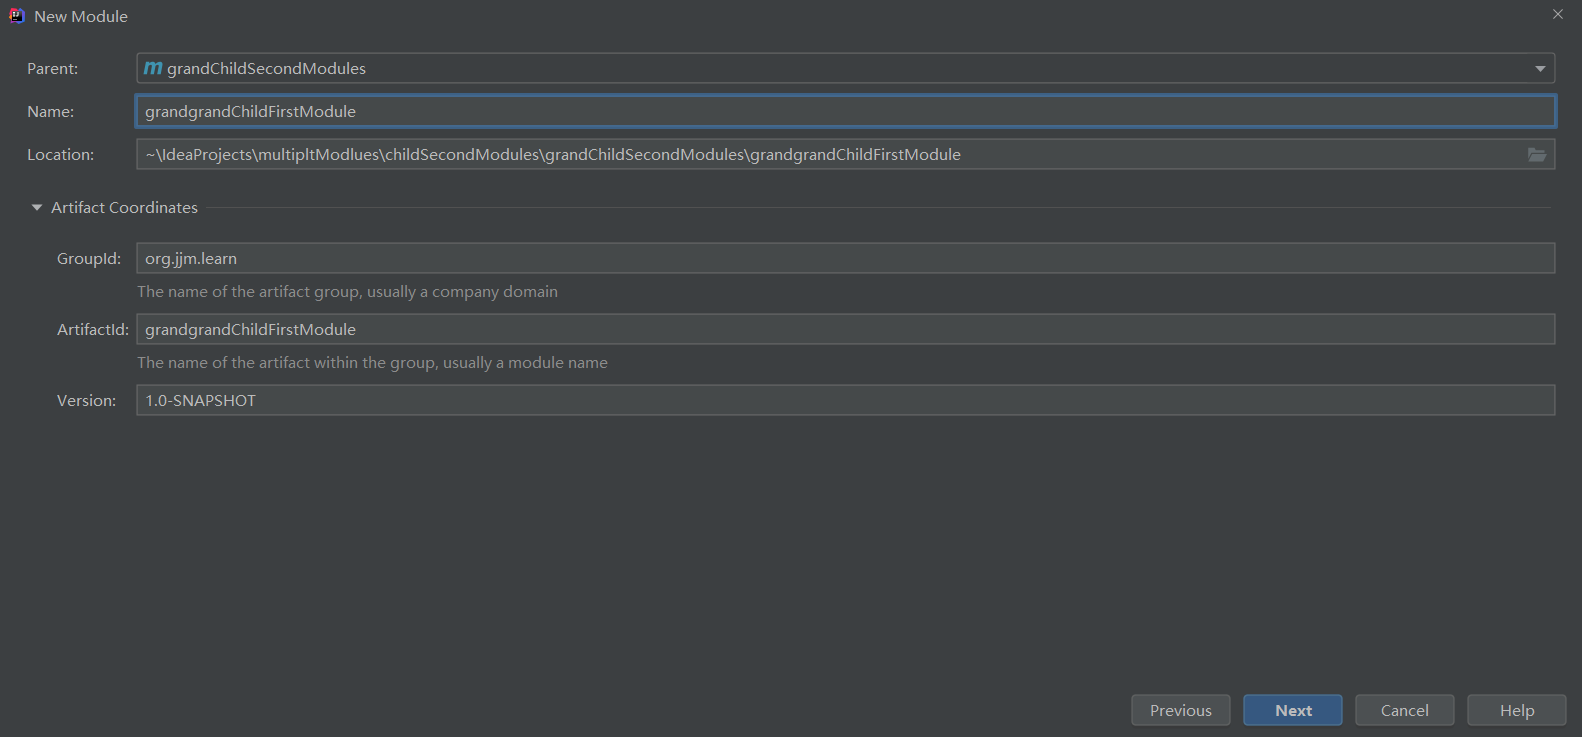 New Module
Parent: grandChildSecondModules
Name: grandgrandChildFirstModule
Location: ~\IdeaProjects\multipltModlues\childSecondModules\grandChildSecondModules\grandgrandChildFirstModule
Artifact Coordinates
GroupId: org.jjm.learn
The name of the artifact group, usually a company domain
ArtifactId: grandgrandChildFirstModule
The name of the artifact within the group, usually a module name
Version: 1.0-SNAPSHOT
Previous Next Cancel Help